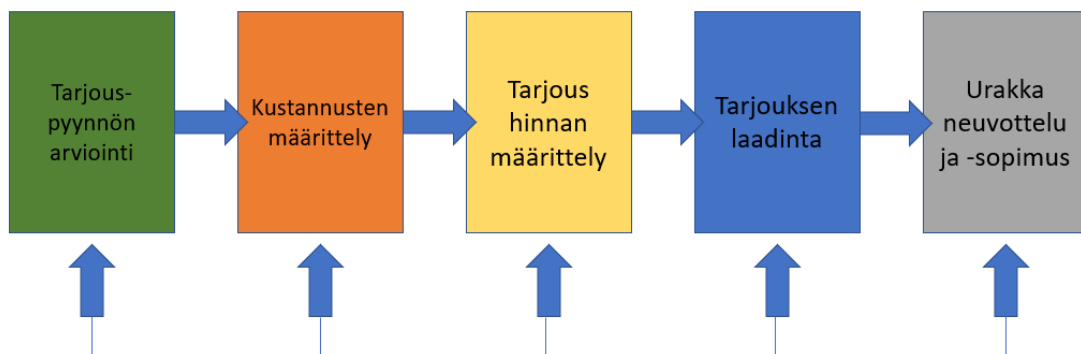 Tarjous-
pyynnön
arviointi
Kustannusten
määrittely
Tarjous
hinnan
määrittely
Tarjouksen
laadinta
Urakka
neuvottelu
ja -sopimus